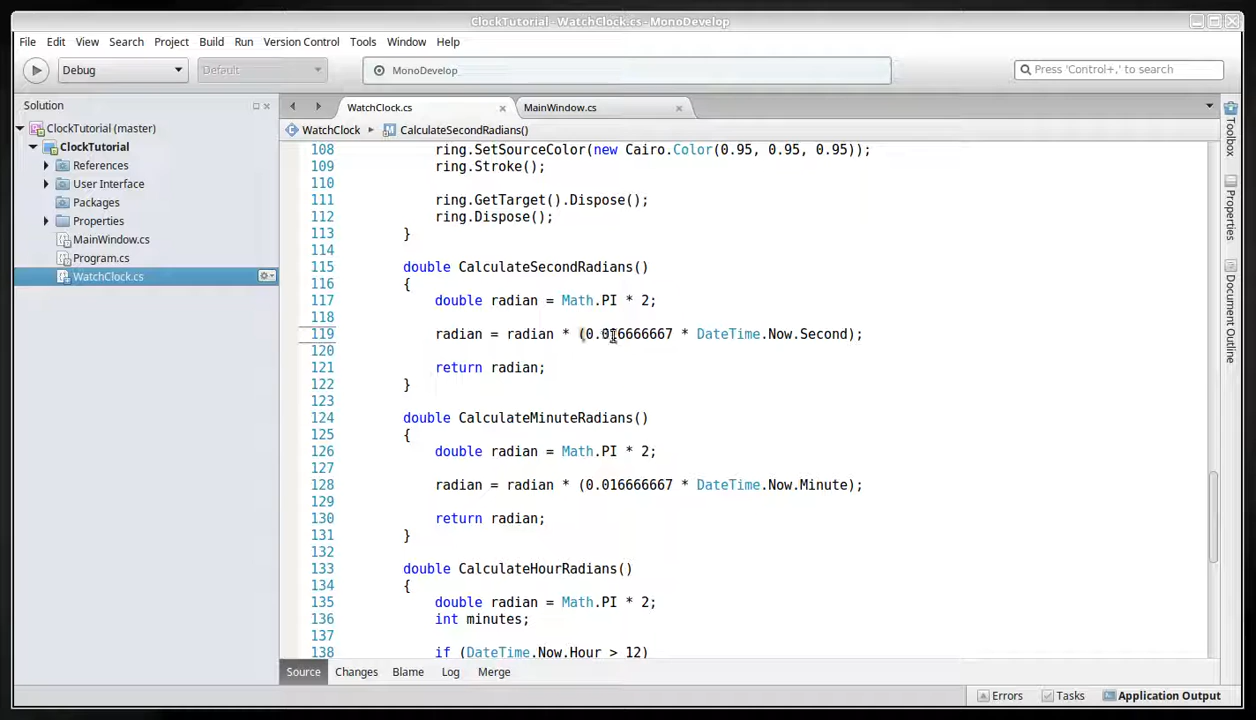 ClockTutorial - WatchClock.cs - MonoDevelop
File Edit View Search Project Build Run Version Control Tools Window Help
Debug Default MonoDevelop Press 'Control+,' to search
Solution WatchClock.cs MainWindow.cs
ClockTutorial (master)
ClockTutorial
References
User Interface
Packages
Properties
MainWindow.cs
Program.cs
WatchClock.cs
WatchClock CalculateSecondRadians()
108 ring.SetSourceColor(new Cairo.Color(0.95, 0.95, 0.95));
109 ring.Stroke();
110
111 ring.GetTarget().Dispose();
112 ring.Dispose();
113 }
114
115 double CalculateSecondRadians()
116 {
117 double radian = Math.PI * 2;
118
119 radian = radian * (0.016666667 * DateTime.Now.Second);
120
121 return radian;
122 }
123
124 double CalculateMinuteRadians()
125 {
126 double radian = Math.PI * 2;
127
128 radian = radian * (0.016666667 * DateTime.Now.Minute);
129
130 return radian;
131 }
132
133 double CalculateHourRadians()
134 {
135 double radian = Math.PI * 2;
136 int minutes;
137
138 if (DateTime.Now.Hour > 12)
Source Changes Blame Log Merge
Errors Tasks Application Output
Toolbox
Properties
Document Outline